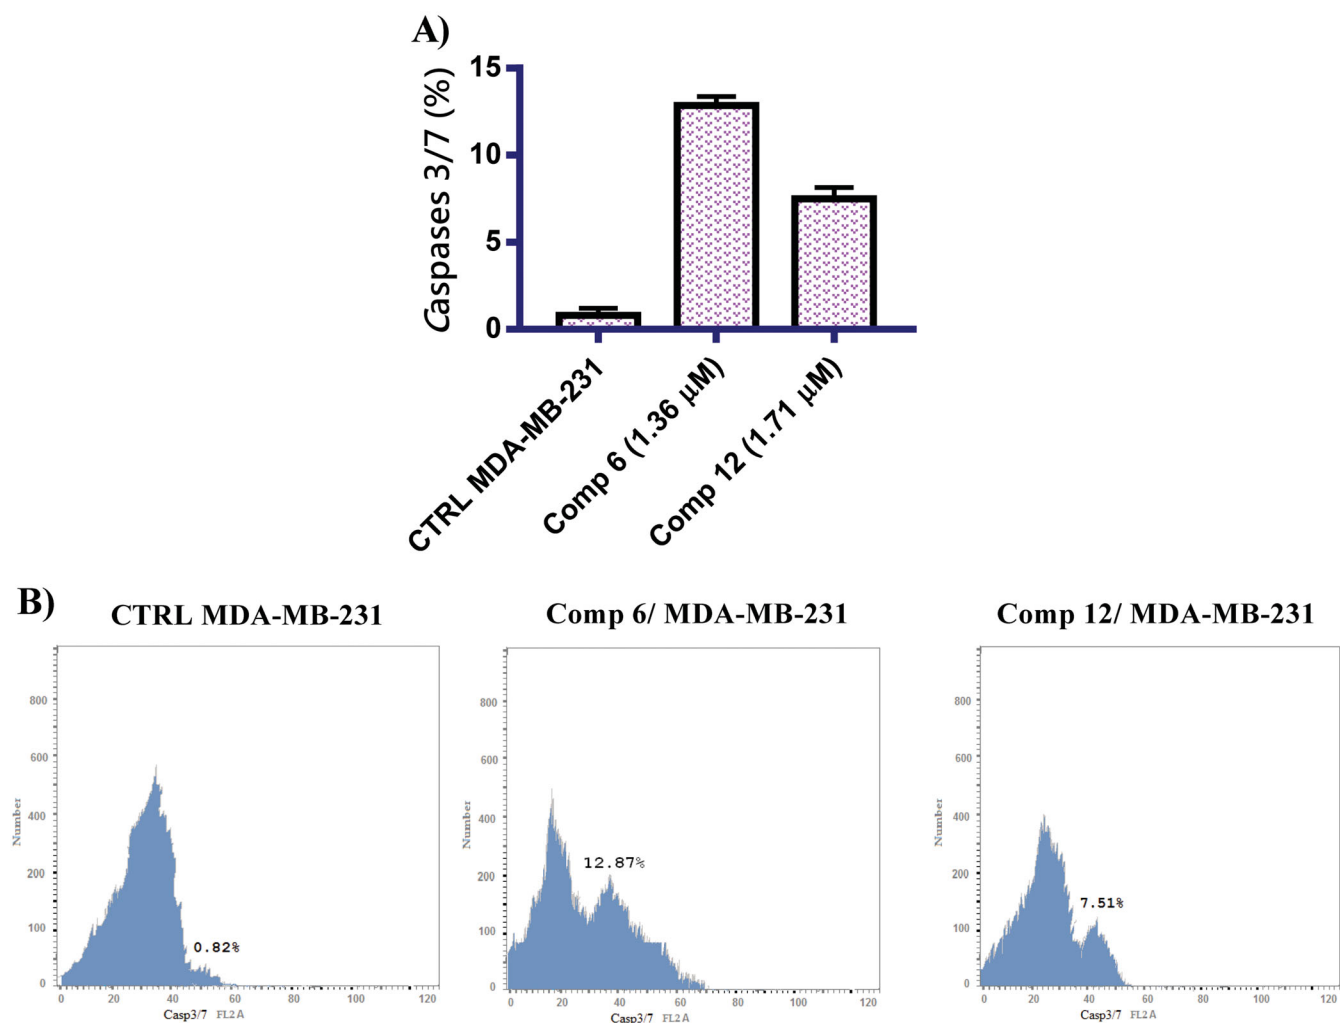 A)
Caspases 3/7 (%)
15
10
5
0
CTRL MDA-MB-231
Comp 6 (1.36 μM)
Comp 12 (1.71 μM)
B)
CTRL MDA-MB-231
Number
800
600
400
200
100
0
0.82%
0 20 40 60 80 100 120
Casp3/7 FL2A
Comp 6/ MDA-MB-231
Number
800
600
400
200
100
0
12.87%
0 20 40 60 80 100 120
Casp3/7 FL2A
Comp 12/ MDA-MB-231
Number
800
600
400
200
100
0
7.51%
0 20 40 60 80 100 120
Casp3/7 FL2A